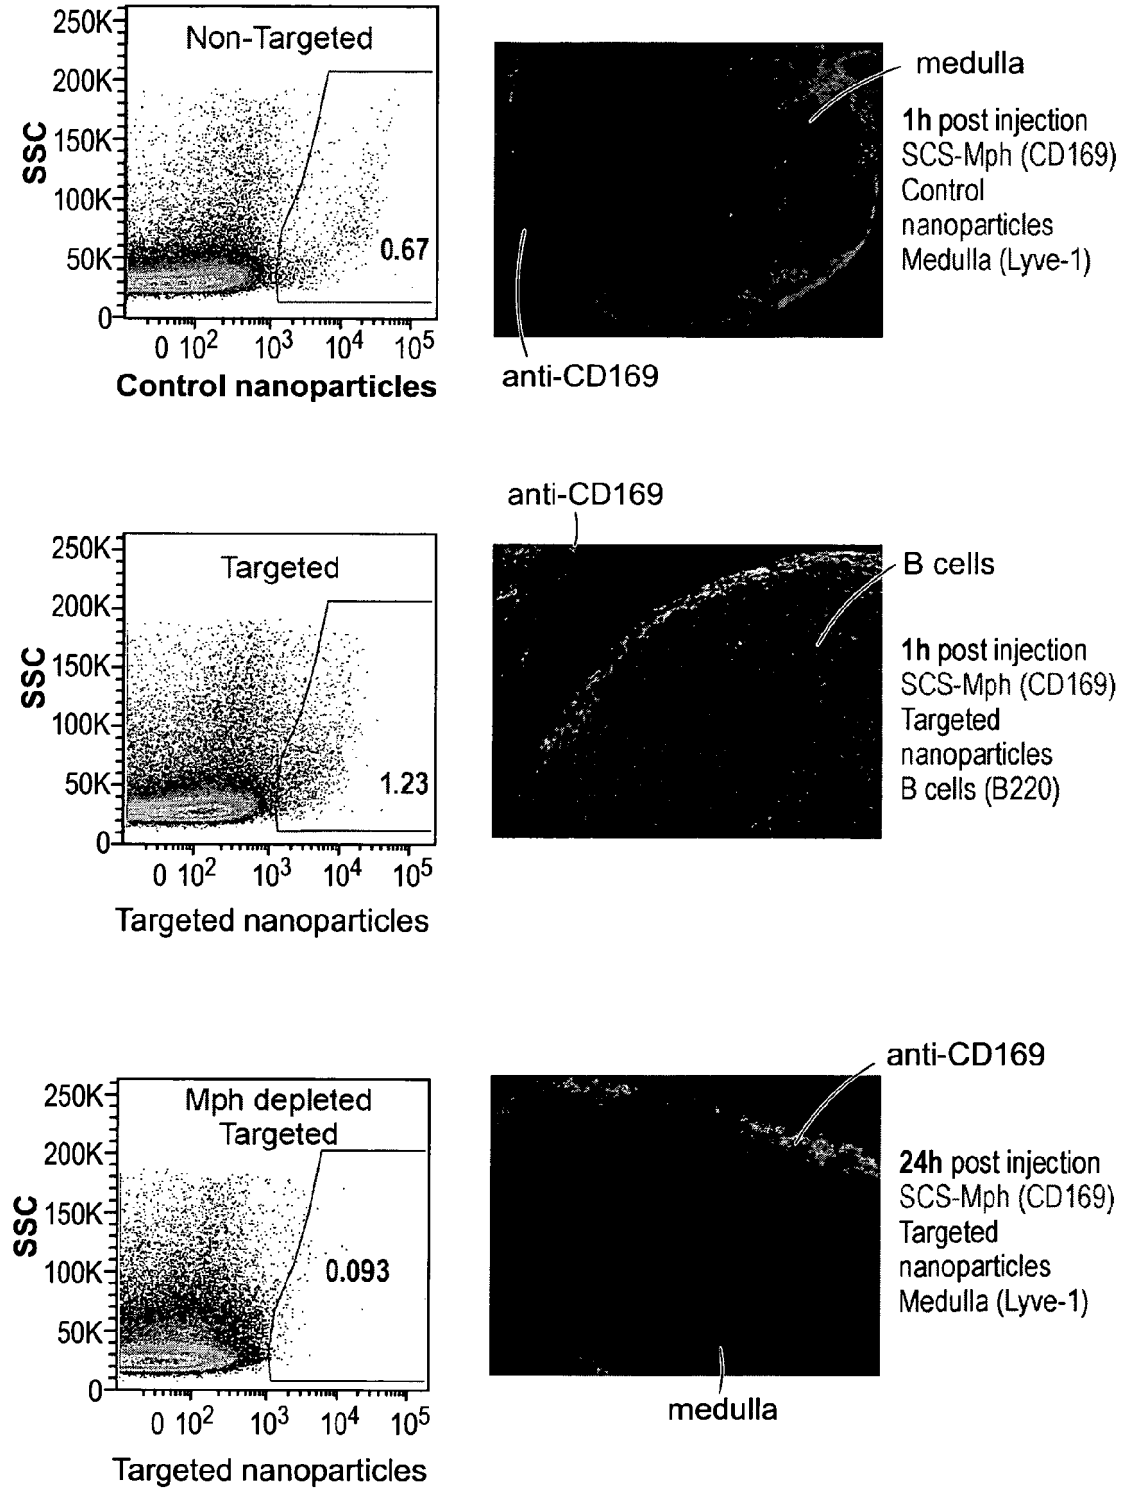 250K
200K
150K
100K
50K
0
SSC
Non-Targeted
0.67
0 10² 10³ 10⁴ 10⁵
Control nanoparticles
medulla
anti-CD169
1h post injection
SCS-Mph (CD169)
Control
nanoparticles
Medulla (Lyve-1)
250K
200K
150K
100K
50K
0
SSC
Targeted
1.23
0 10² 10³ 10⁴ 10⁵
Targeted nanoparticles
anti-CD169
B cells
1h post injection
SCS-Mph (CD169)
Targeted
nanoparticles
B cells (B220)
250K
200K
150K
100K
50K
0
SSC
Mph depleted
Targeted
0.093
0 10² 10³ 10⁴ 10⁵
Targeted nanoparticles
anti-CD169
medulla
24h post injection
SCS-Mph (CD169)
Targeted
nanoparticles
Medulla (Lyve-1)